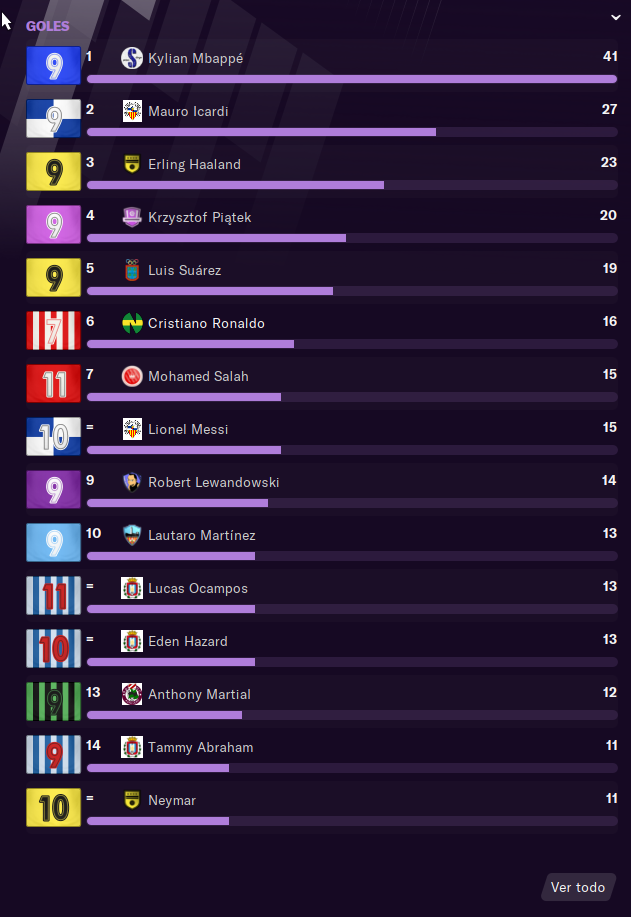 GOLES
9 1 Kylian Mbappé 41
9 2 Mauro Icardi 27
9 3 Erling Haaland 23
9 4 Krzysztof Piątek 20
9 5 Luis Suárez 19
7 6 Cristiano Ronaldo 16
11 7 Mohamed Salah 15
10 = Lionel Messi 15
9 9 Robert Lewandowski 14
9 10 Lautaro Martínez 13
11 = Lucas Ocampos 13
10 = Eden Hazard 13
9 13 Anthony Martial 12
9 14 Tammy Abraham 11
10 = Neymar 11
Ver todo